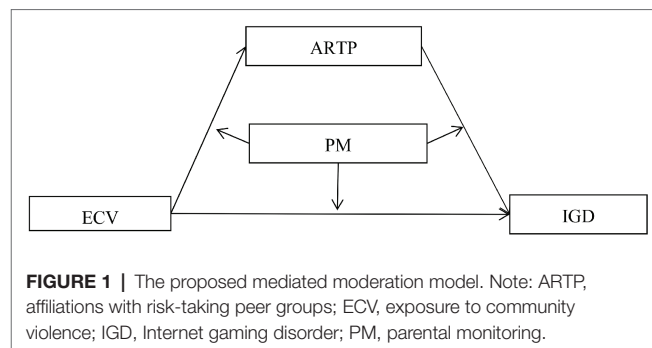 ARTP
PM
ECV
IGD
FIGURE 1 | The proposed mediated moderation model. Note: ARTP,
affiliations with risk-taking peer groups; ECV, exposure to community
violence; IGD, Internet gaming disorder; PM, parental monitoring.